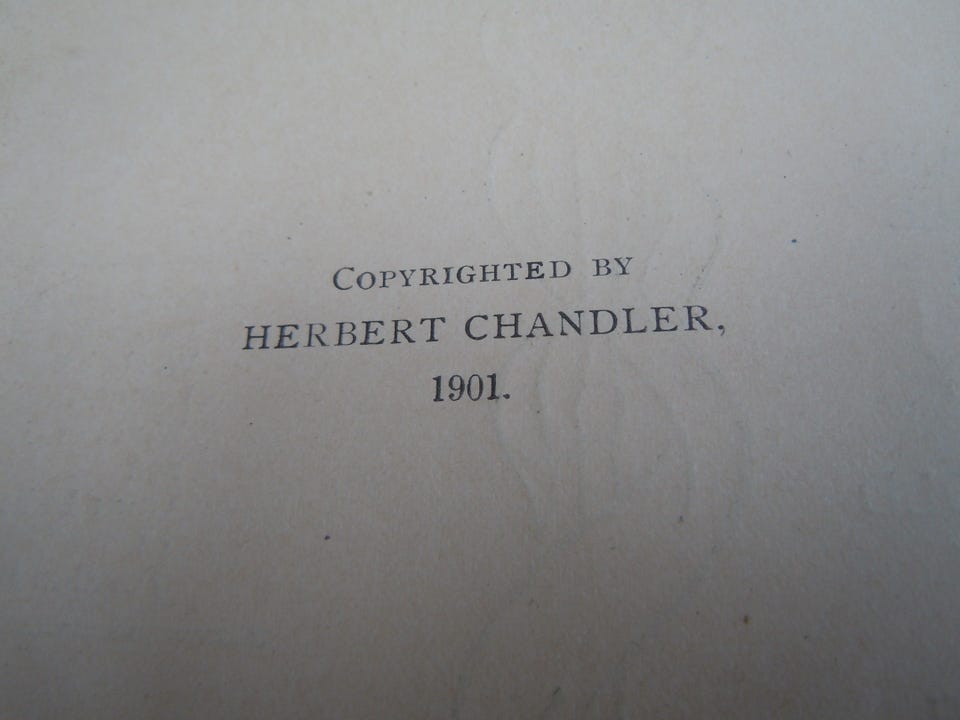 Copyrighted by
HERBERT CHANDLER,
1901.